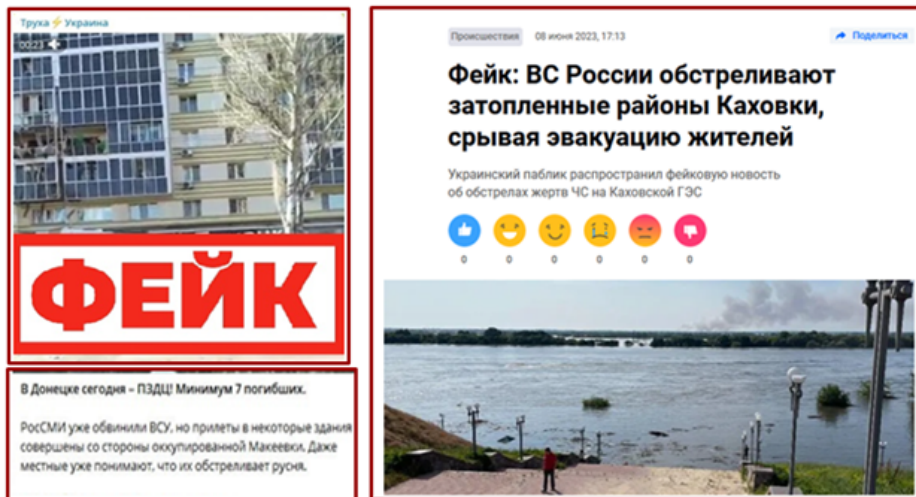 Труха⚡Украина
00:23
ФЕЙК
В Донецке сегодня – ПЗДЦ! Минимум 7 погибших.
РосСМИ уже обвинили ВСУ, но прилеты в некоторые здания
совершены со стороны оккупированной Макеевки. Даже
местные уже понимают, что их обстреливает русня.
Происшествия 08 июня 2023, 17:13 Поделиться
Фейк: ВС России обстреливают
затопленные районы Каховки,
срывая эвакуацию жителей
Украинский паблик распространил фейковую новость
об обстрелах жертв ЧС на Каховской ГЭС
0 0 0 0 0 0